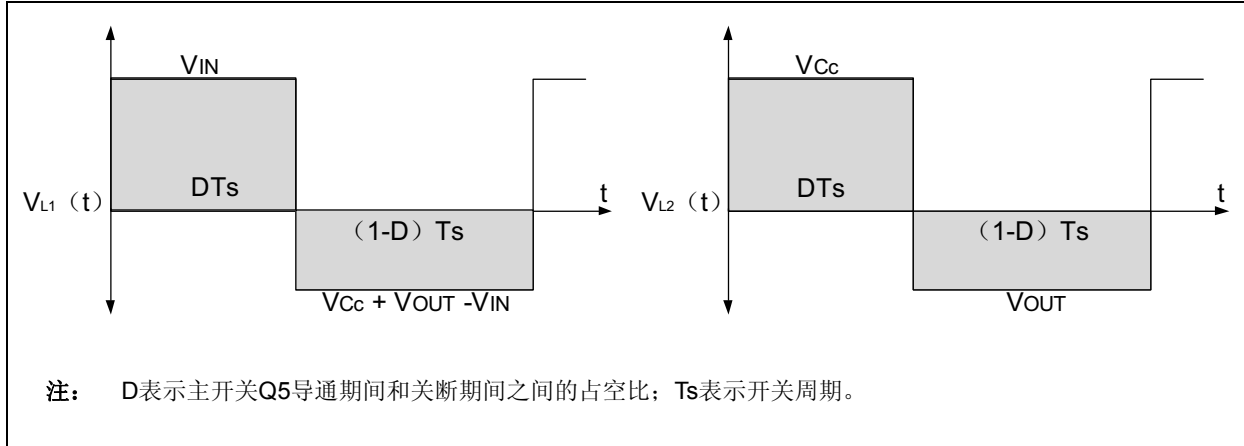 VIN
DTs
VL1（t）
t
（1-D）Ts
VCc + VOUT -VIN
VCc
DTs
VL2（t）
t
（1-D）Ts
VOUT
注： D表示主开关Q5导通期间和关断期间之间的占空比；Ts表示开关周期。